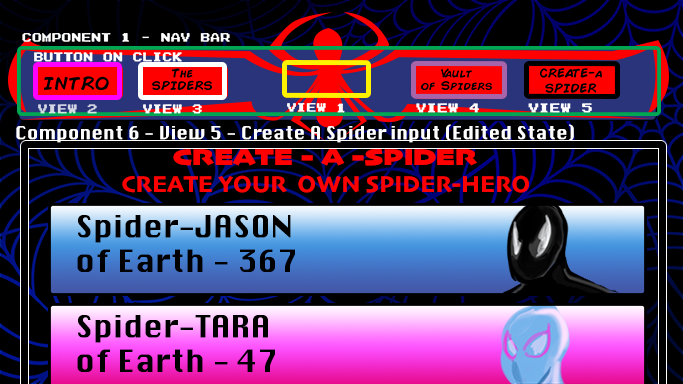 COMPONENT 1 - NAV BAR
BUTTON ON CLICK
INTRO
THE
SPIDERS
VAULT
OF SPIDERS
CREATE-A
SPIDER
VIEW 2
VIEW 3
VIEW 1
VIEW 4
VIEW 5
Component 6 - View 5 - Create A Spider input (Edited State)
CREATE - A -SPIDER
CREATE YOUR OWN SPIDER-HERO
Spider-JASON
of Earth - 367
Spider-TARA
of Earth - 47